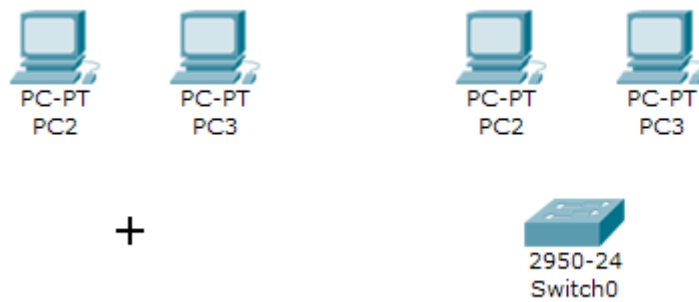 PC-PT PC-PT PC-PT PC-PT
PC2 PC3 PC2 PC3
2950-24
Switch0